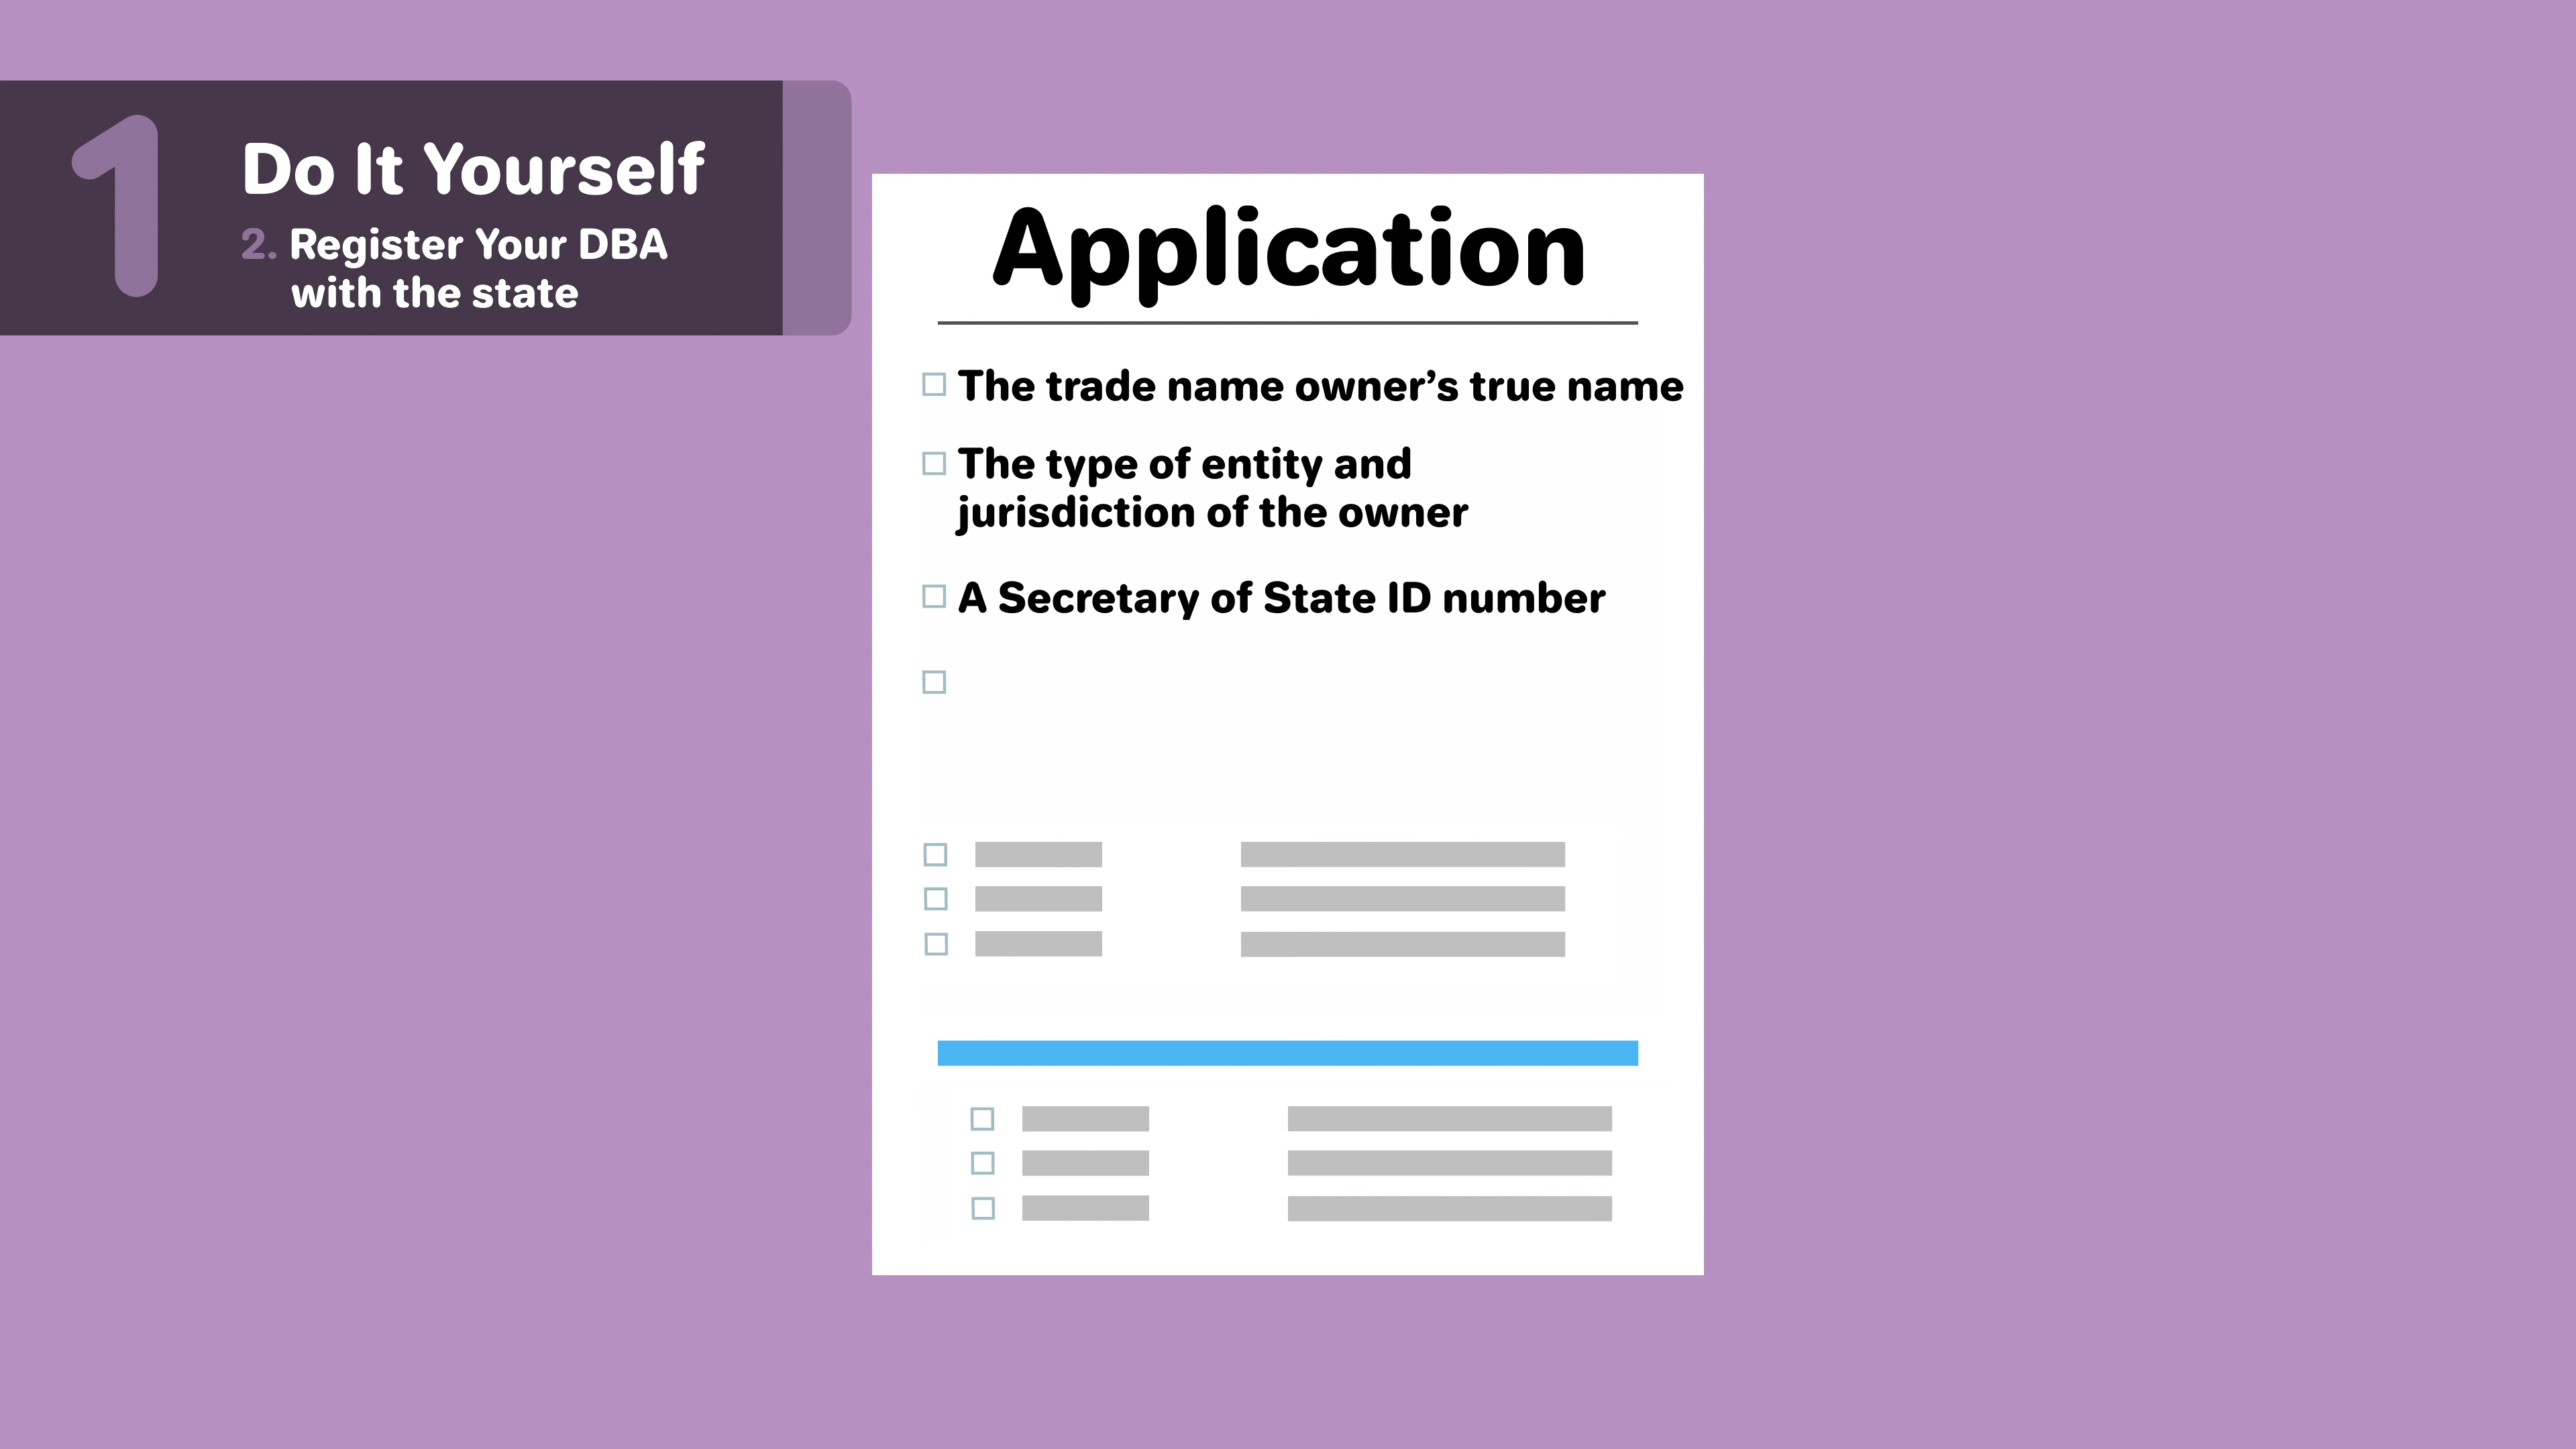 1
Do It Yourself
2. Register Your DBA
with the state
Application
The trade name owner’s true name
The type of entity and
jurisdiction of the owner
A Secretary of State ID number